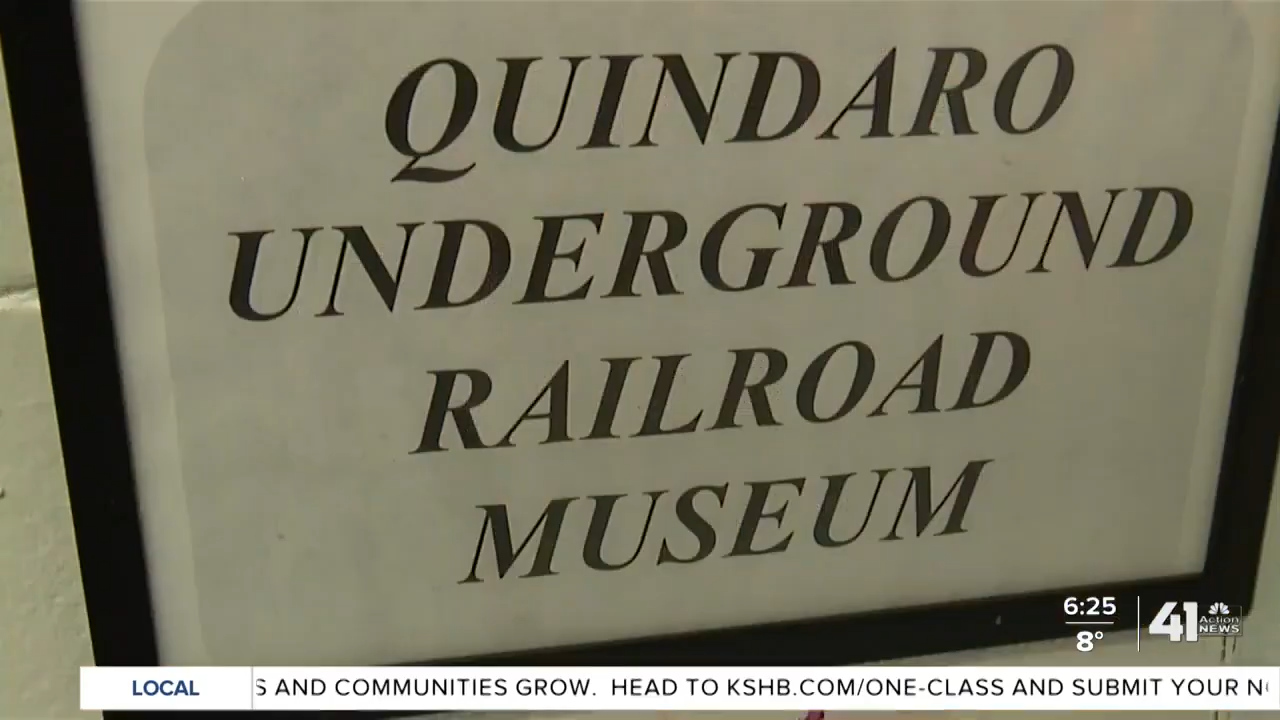 QUINDARO
UNDERGROUND
RAILROAD
MUSEUM
6:25
8°
41 Action NEWS
LOCAL
AND COMMUNITIES GROW. HEAD TO KSHB.COM/ONE-CLASS AND SUBMIT YOUR